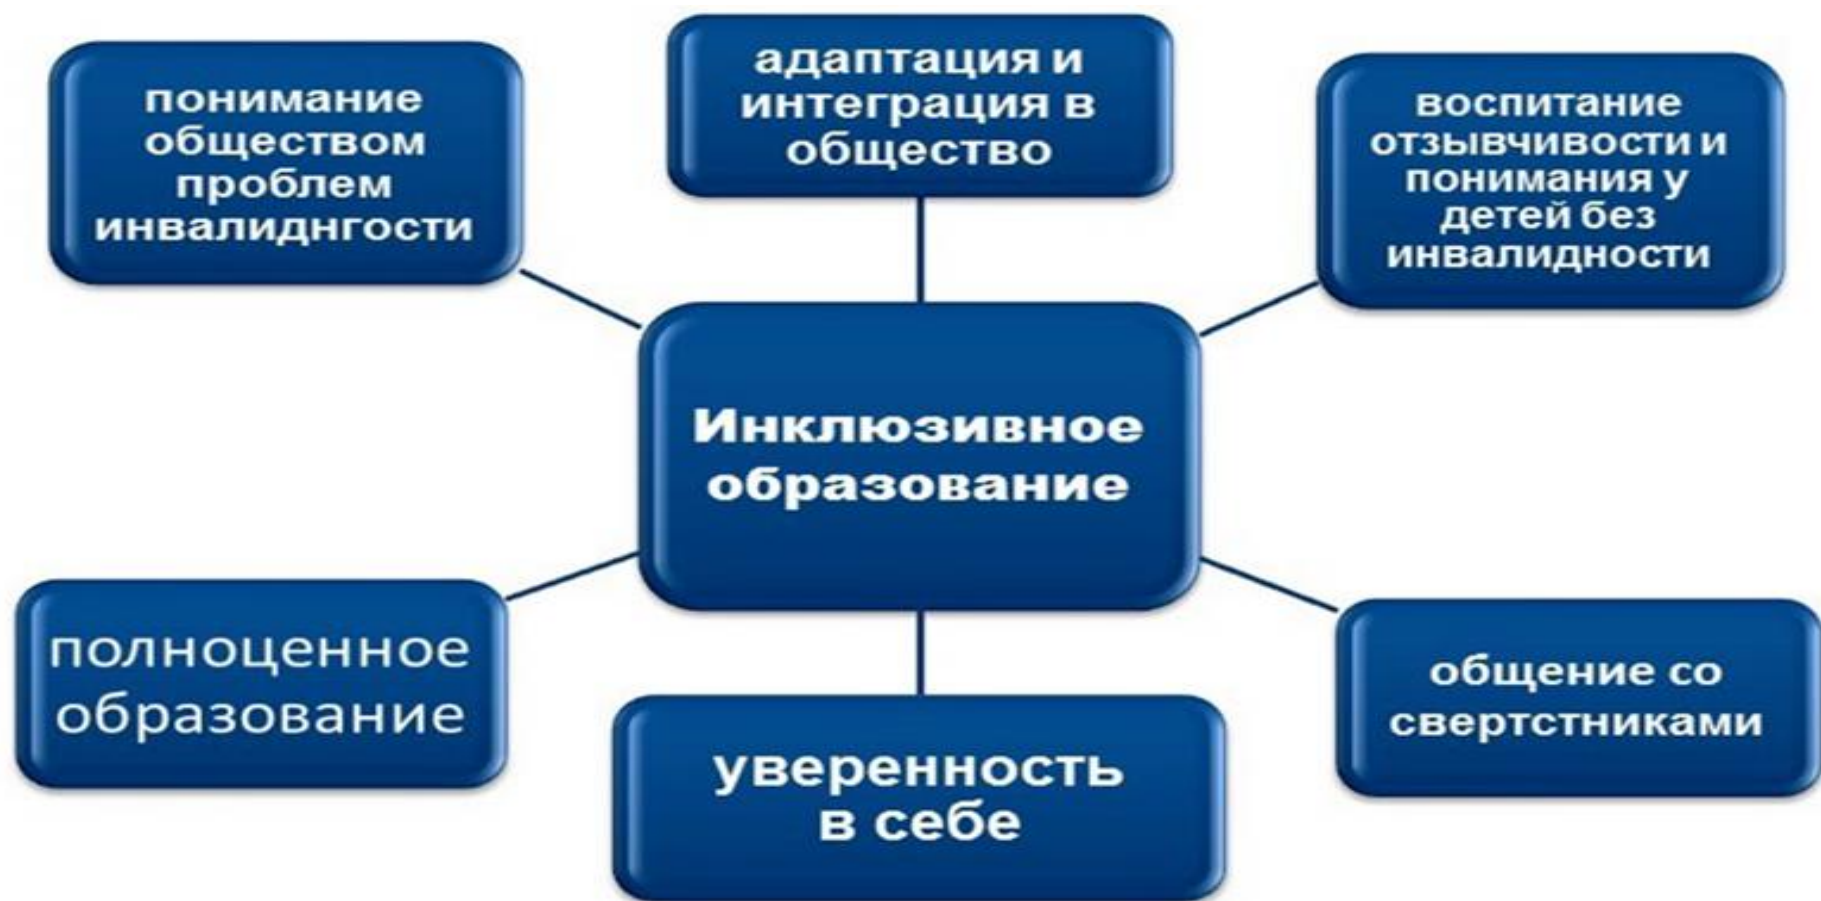 понимание
обществом
проблем
инвалиднгости
адаптация и
интеграция в
общество
воспитание
отзывчивости и
понимания у
детей без
инвалидности
Инклюзивное
образование
полноценное
образование
уверенность
в себе
общение со
свертстниками